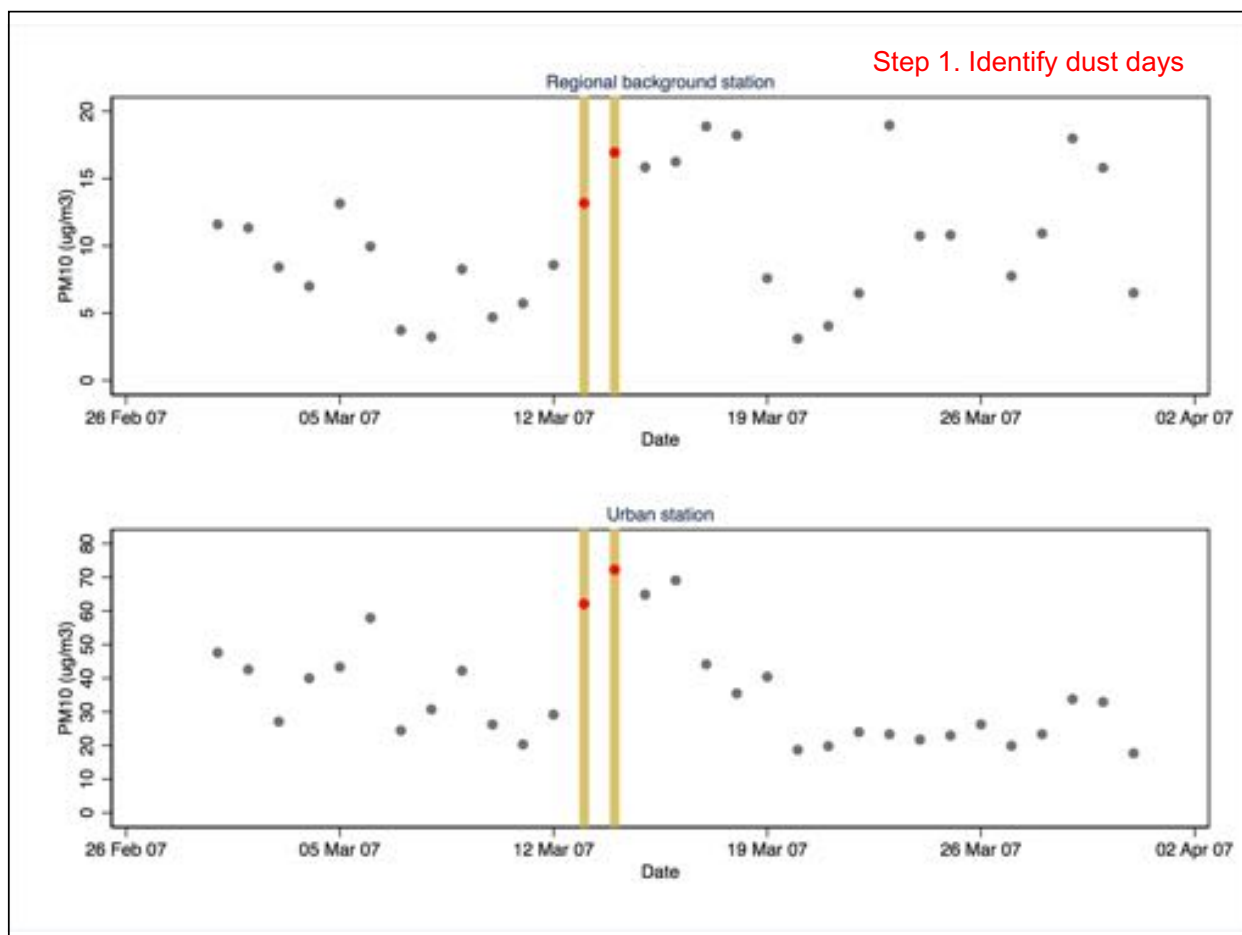 Step 1. Identify dust days
Regional background station
PM10 (ug/m3)
20
15
10
5
0
26 Feb 07 05 Mar 07 12 Mar 07 19 Mar 07 26 Mar 07 02 Apr 07
Date
Urban station
PM10 (ug/m3)
80
70
60
50
40
30
20
10
0
26 Feb 07 05 Mar 07 12 Mar 07 19 Mar 07 26 Mar 07 02 Apr 07
Date